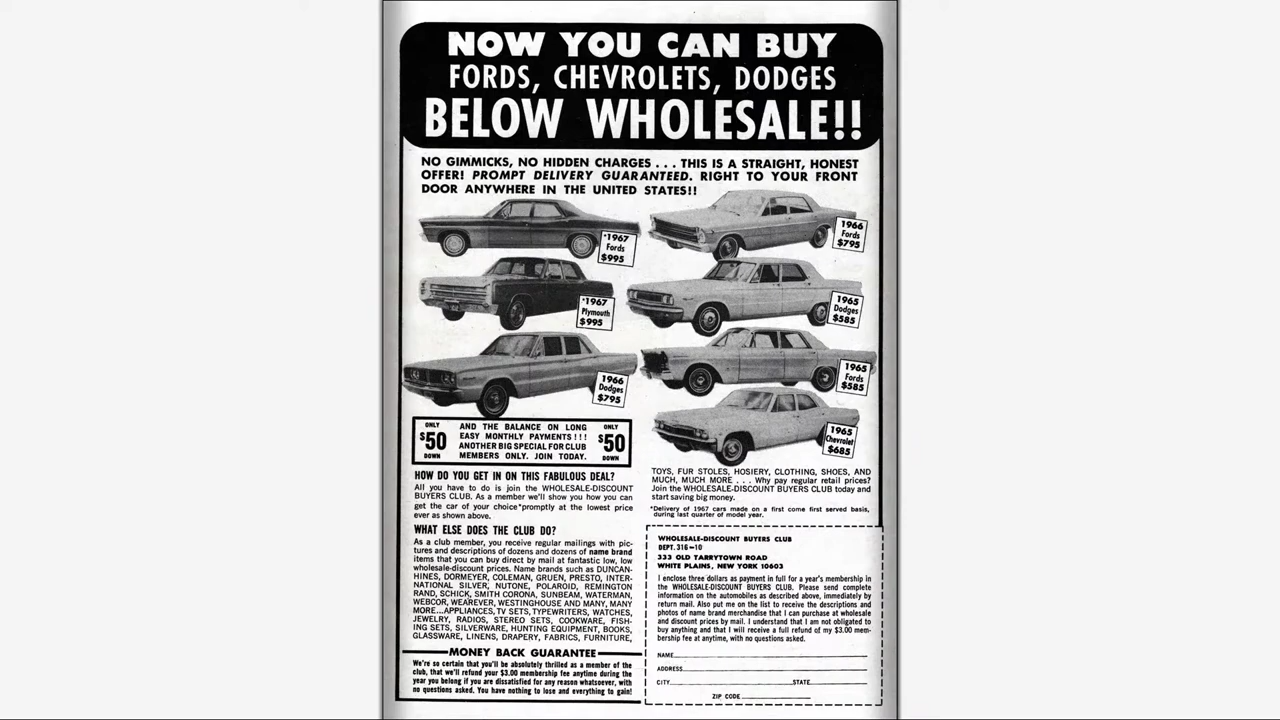 NOW YOU CAN BUY
FORDS, CHEVROLETS, DODGES
BELOW WHOLESALE!!
NO GIMMICKS, NO HIDDEN CHARGES . . . THIS IS A STRAIGHT, HONEST
OFFER! PROMPT DELIVERY GUARANTEED. RIGHT TO YOUR FRONT
DOOR ANYWHERE IN THE UNITED STATES!!
*1967
Fords
$995
1966
Fords
$795
*1967
Plymouth
$995
1965
Dodges
$585
1966
Dodges
$795
1965
Fords
$585
1965
Chevrolet
$685
ONLY
$50
DOWN
AND THE BALANCE ON LONG
EASY MONTHLY PAYMENTS!!!
ANOTHER BIG SPECIAL FOR CLUB
MEMBERS ONLY. JOIN TODAY.
ONLY
$50
DOWN
HOW DO YOU GET IN ON THIS FABULOUS DEAL?
All you have to do is join the WHOLESALE-DISCOUNT
BUYERS CLUB. As a member we'll show you how you can
get the car of your choice*promptly at the lowest price
ever as shown above.
WHAT ELSE DOES THE CLUB DO?
As a club member, you receive regular mailings with pic-
tures and descriptions of dozens and dozens of name brand
items that you can buy direct by mail at fantastic low, low
wholesale-discount prices. Name brands such as DUNCAN-
HINES, DORMEYER, COLEMAN, GRUEN, PRESTO, INTER-
NATIONAL SILVER, NUTONE, POLAROID, REMINGTON
RAND, SCHICK, SMITH CORONA, SUNBEAM, WATERMAN,
WEBCOR, WEAREVER, WESTINGHOUSE AND MANY, MANY
MORE...APPLIANCES, TV SETS, TYPEWRITERS, WATCHES,
JEWELRY, RADIOS, STEREO SETS, COOKWARE, FISH-
ING SETS, SILVERWARE, HUNTING EQUIPMENT, BOOKS,
GLASSWARE, LINENS, DRAPERY, FABRICS, FURNITURE,
MONEY BACK GUARANTEE
We're so certain that you'll be absolutely thrilled as a member of the
club, that we'll refund your $3.00 membership fee anytime during the
year you belong if you are dissatisfied for any reason whatsoever, with
no questions asked. You have nothing to lose and everything to gain!
TOYS, FUR STOLES, HOSIERY, CLOTHING, SHOES, AND
MUCH, MUCH MORE . . . Why pay regular retail prices?
Join the WHOLESALE-DISCOUNT BUYERS CLUB today and
start saving big money.
*Delivery of 1967 cars made on a first come first served basis,
during last quarter of model year.
WHOLESALE-DISCOUNT BUYERS CLUB
DEPT. 316-10
333 OLD TARRYTOWN ROAD
WHITE PLAINS, NEW YORK 10603
I enclose three dollars as payment in full for a year's membership in
the WHOLESALE-DISCOUNT BUYERS CLUB. Please send complete
information on the automobiles as described above, immediately by
return mail. Also put me on the list to receive the descriptions and
photos of name brand merchandise that I can purchase at wholesale
and discount prices by mail. I understand that I am not obligated to
buy anything and that I will receive a full refund of my $3.00 mem-
bership fee at anytime, with no questions asked.
NAME
ADDRESS
CITY STATE
ZIP CODE